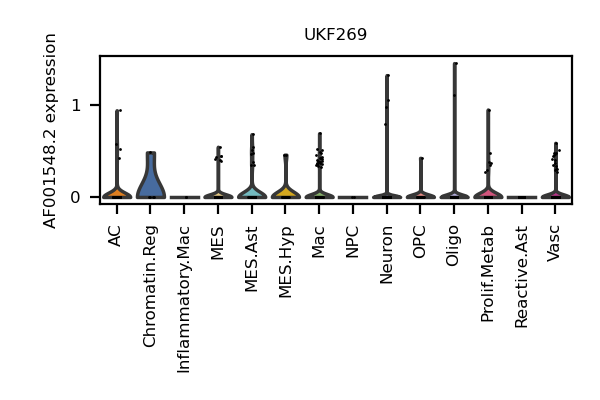 UKF269
AF001548.2 expression
1
0
AC
Chromatin.Reg
Inflammatory.Mac
MES
MES.Ast
MES.Hyp
Mac
NPC
Neuron
OPC
Oligo
Prolif.Metab
Reactive.Ast
Vasc